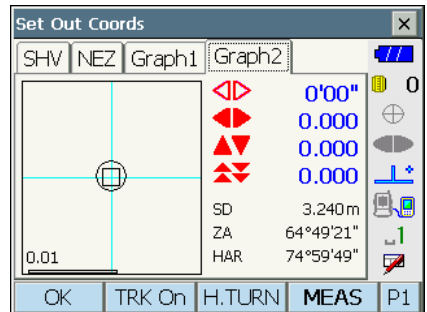 Set Out Coords
SHV NEZ Graph1 Graph2
0'00"
0
0.000
0.000
0.000
SD 3.240m
ZA 64°49'21"
HAR 74°59'49"
1
0.01
OK TRK On H.TURN MEAS P1